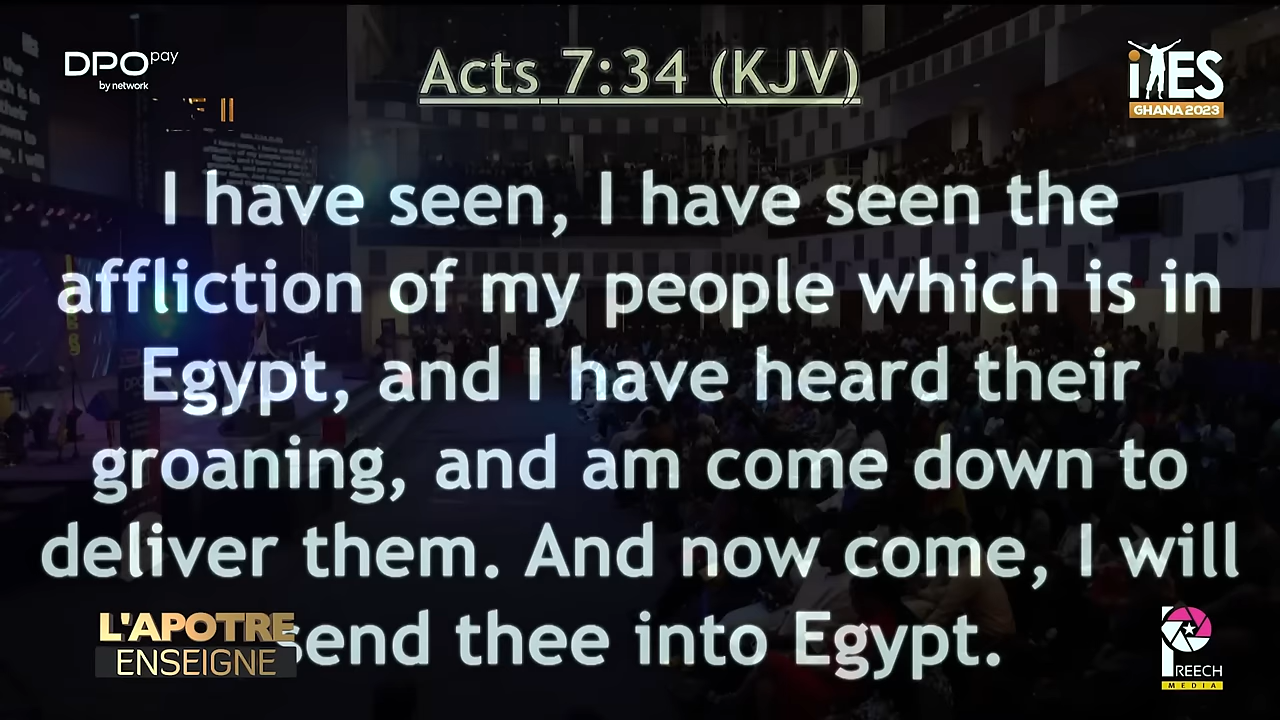 DPO pay
by network
Acts 7:34 (KJV)
iYES
GHANA 2023
I have seen, I have seen the
affliction of my people which is in
Egypt, and I have heard their
groaning, and am come down to
deliver them. And now come, I will
send thee into Egypt.
L'APOTRE
ENSEIGNE
PREECH
MEDIA